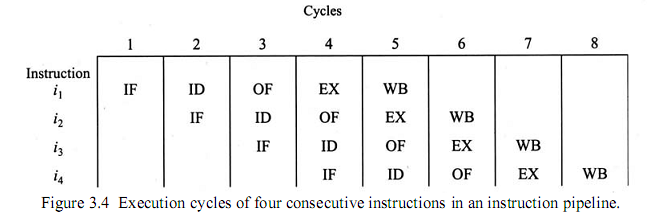 Cycles
1 2 3 4 5 6 7 8
Instruction
i1 IF ID OF EX WB
i2 IF ID OF EX WB
i3 IF ID OF EX WB
i4 IF ID OF EX WB
Figure 3.4 Execution cycles of four consecutive instructions in an instruction pipeline.